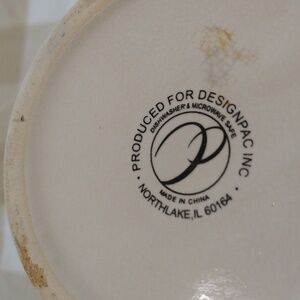 • PRODUCED FOR DESIGNPAC INC •
DISHWASHER & MICROWAVE SAFE
MADE IN CHINA
NORTHLAKE, IL 60164